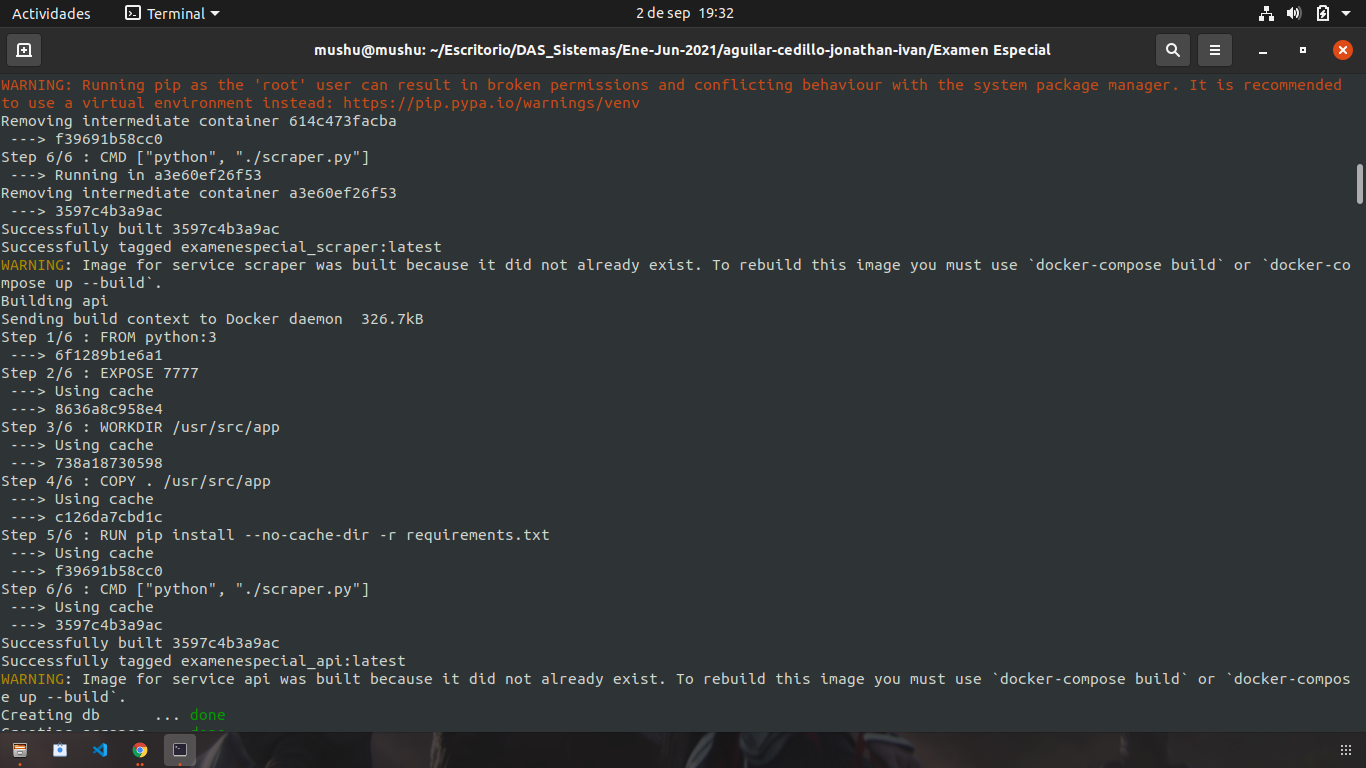 Actividades
Terminal
2 de sep 19:32
mushu@mushu: ~/Escritorio/DAS_Sistemas/Ene-Jun-2021/aguilar-cedillo-jonathan-ivan/Examen Especial
WARNING: Running pip as the 'root' user can result in broken permissions and conflicting behaviour with the system package manager. It is recommended
to use a virtual environment instead: https://pip.pypa.io/warnings/venv
Removing intermediate container 614c473facba
 ---> f39691b58cc0
Step 6/6 : CMD ["python", "./scraper.py"]
 ---> Running in a3e60ef26f53
Removing intermediate container a3e60ef26f53
 ---> 3597c4b3a9ac
Successfully built 3597c4b3a9ac
Successfully tagged examenespecial_scraper:latest
WARNING: Image for service scraper was built because it did not already exist. To rebuild this image you must use `docker-compose build` or `docker-co
mpose up --build`.
Building api
Sending build context to Docker daemon  326.7kB
Step 1/6 : FROM python:3
 ---> 6f1289b1e6a1
Step 2/6 : EXPOSE 7777
 ---> Using cache
 ---> 8636a8c958e4
Step 3/6 : WORKDIR /usr/src/app
 ---> Using cache
 ---> 738a18730598
Step 4/6 : COPY . /usr/src/app
 ---> Using cache
 ---> c126da7cbd1c
Step 5/6 : RUN pip install --no-cache-dir -r requirements.txt
 ---> Using cache
 ---> f39691b58cc0
Step 6/6 : CMD ["python", "./scraper.py"]
 ---> Using cache
 ---> 3597c4b3a9ac
Successfully built 3597c4b3a9ac
Successfully tagged examenespecial_api:latest
WARNING: Image for service api was built because it did not already exist. To rebuild this image you must use `docker-compose build` or `docker-compos
e up --build`.
Creating db      ... done